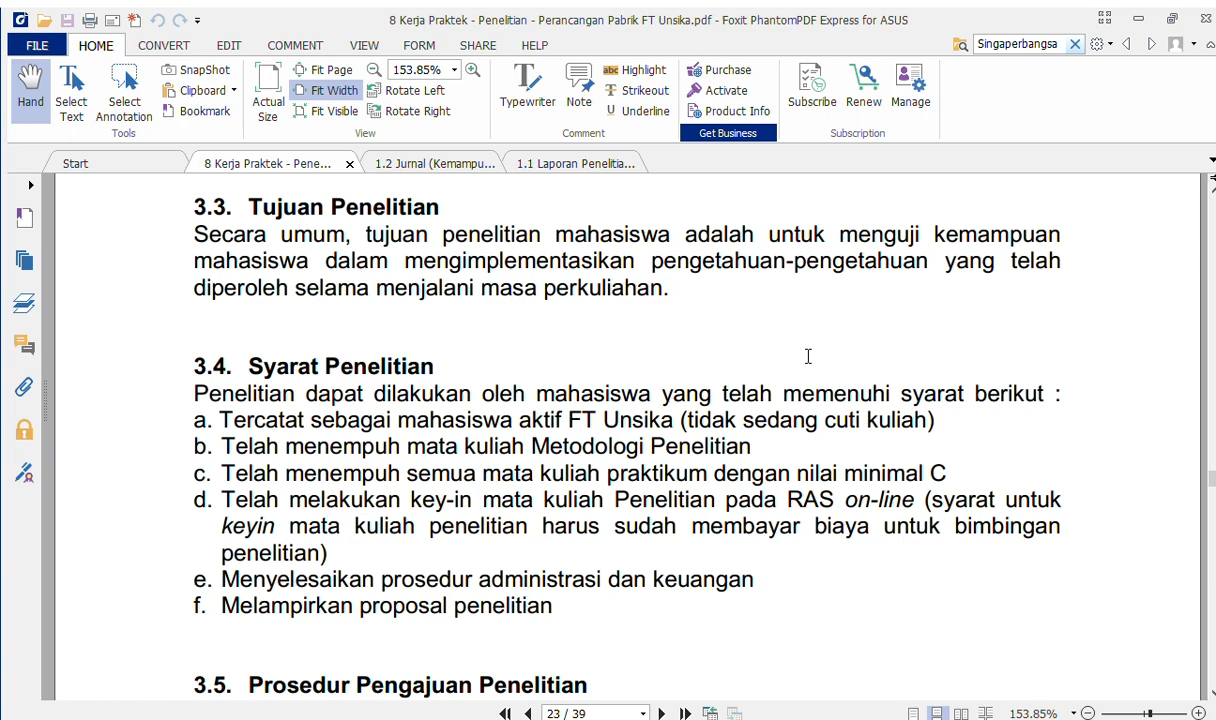 8 Kerja Praktek - Penelitian - Perancangan Pabrik FT Unsika.pdf - Foxit PhantomPDF Express for ASUS
FILE HOME CONVERT EDIT COMMENT VIEW FORM SHARE HELP Singaperbangsa
Hand
Select Text
Select Annotation
SnapShot
Clipboard
Bookmark
Tools
Actual Size
Fit Page
Fit Width
Fit Visible
153.85%
Rotate Left
Rotate Right
View
Typewriter
Note
abc Highlight
Strikeout
Underline
Comment
Purchase
Activate
Product Info
Get Business
Subscribe Renew Manage
Subscription
Start 8 Kerja Praktek - Pene... 1.2 Jurnal (Kemampu... 1.1 Laporan Penelitia...
3.3. Tujuan Penelitian
Secara umum, tujuan penelitian mahasiswa adalah untuk menguji kemampuan
mahasiswa dalam mengimplementasikan pengetahuan-pengetahuan yang telah
diperoleh selama menjalani masa perkuliahan.
3.4. Syarat Penelitian
Penelitian dapat dilakukan oleh mahasiswa yang telah memenuhi syarat berikut :
a. Tercatat sebagai mahasiswa aktif FT Unsika (tidak sedang cuti kuliah)
b. Telah menempuh mata kuliah Metodologi Penelitian
c. Telah menempuh semua mata kuliah praktikum dengan nilai minimal C
d. Telah melakukan key-in mata kuliah Penelitian pada RAS on-line (syarat untuk
keyin mata kuliah penelitian harus sudah membayar biaya untuk bimbingan
penelitian)
e. Menyelesaikan prosedur administrasi dan keuangan
f. Melampirkan proposal penelitian
3.5. Prosedur Pengajuan Penelitian
23 / 39 153.85%